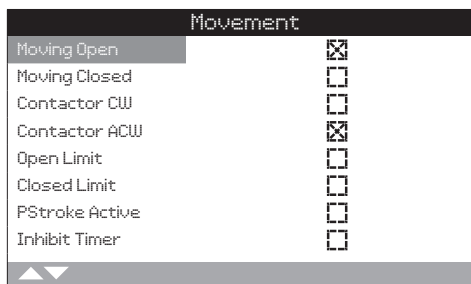 Movement
Moving Open
Moving Closed
Contactor CW
Contactor ACW
Open Limit
Closed Limit
PStroke Active
Inhibit Timer